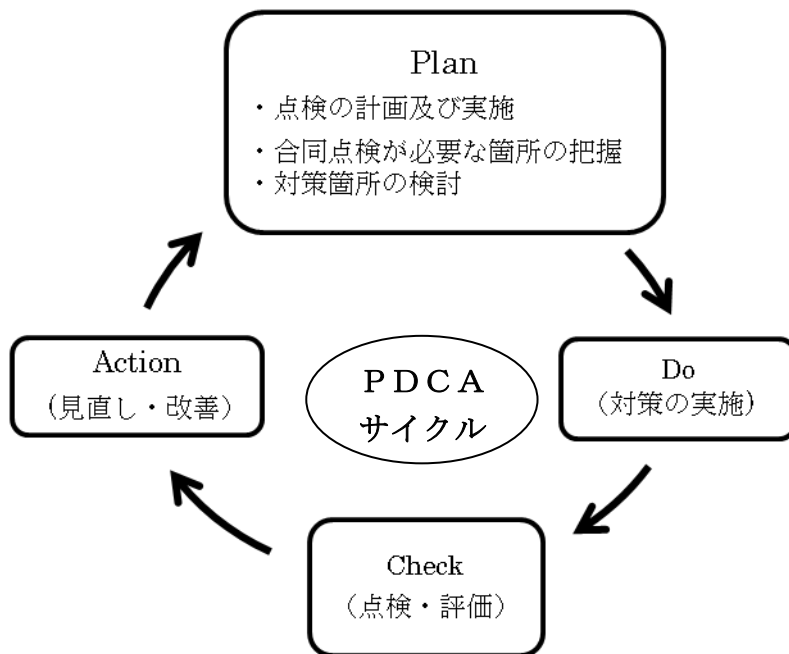 Plan
・点検の計画及び実施
・合同点検が必要な箇所の把握
・対策箇所の検討
Action
(見直し・改善)
ＰＤＣＡ
サイクル
Do
(対策の実施)
Check
(点検・評価)